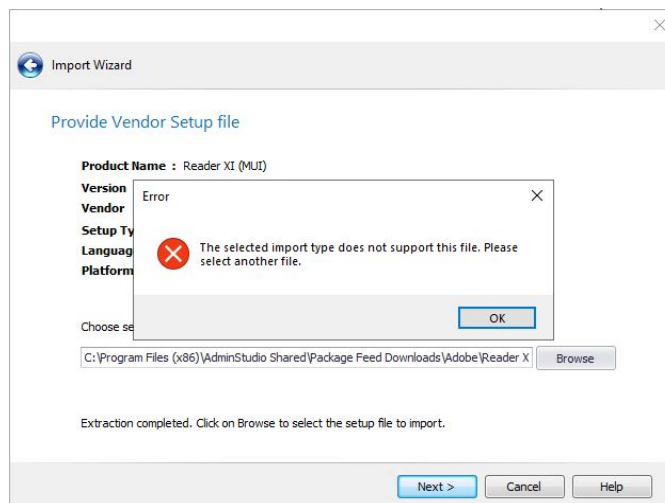 Import Wizard
Provide Vendor Setup file
Product Name : Reader XI (MUI)
Version
Vendor
Setup Ty
Languag
Platform
Error
The selected import type does not support this file. Please
select another file.
OK
Choose se
C:\Program Files (x86)\AdminStudio Shared\Package Feed Downloads\Adobe\Reader X
Browse
Extraction completed. Click on Browse to select the setup file to import.
Next >
Cancel
Help